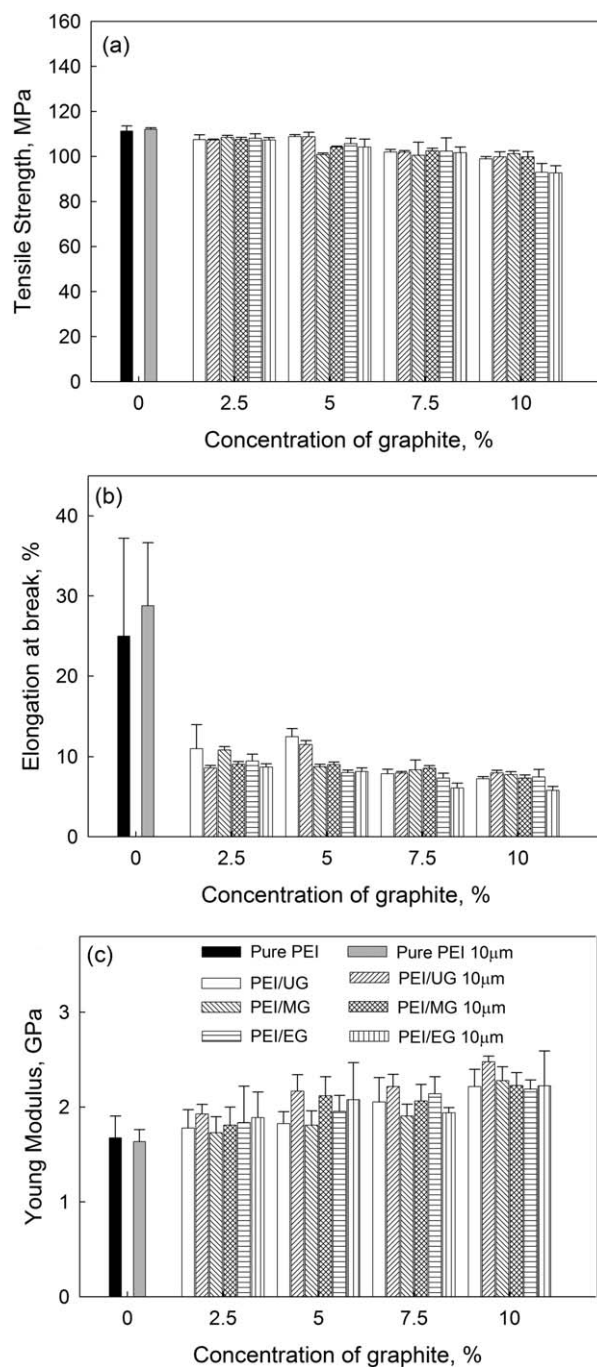 (a)
Tensile Strength, MPa
160
140
120
100
80
60
40
20
0
0 2.5 5 7.5 10
Concentration of graphite, %
(b)
Elongation at break, %
40
30
20
10
0
0 2.5 5 7.5 10
Concentration of graphite, %
(c)
Young Modulus, GPa
Pure PEI Pure PEI 10μm
PEI/UG PEI/UG 10μm
PEI/MG PEI/MG 10μm
PEI/EG PEI/EG 10μm
3
2
1
0
0 2.5 5 7.5 10
Concentration of graphite, %